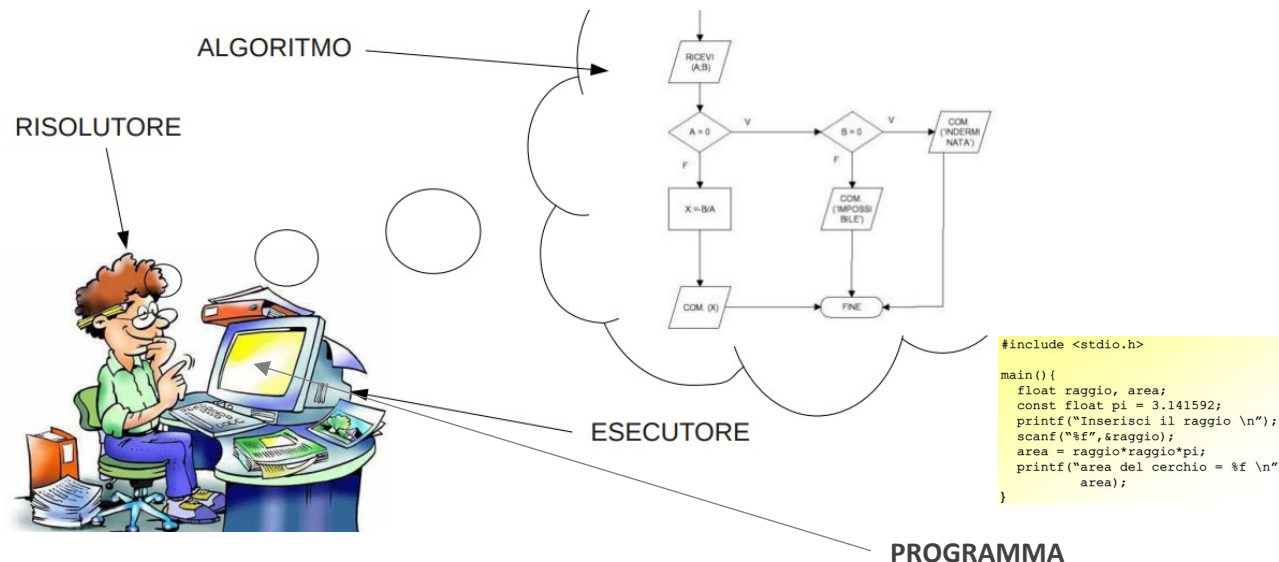 ALGORITMO
RISOLUTORE
RICEVI
(A;B)
A = 0
V
B = 0
V
COM.
('INDERMI
NATA')
F
F
X:=-B/A
COM.
('IMPOSSI
BILE')
COM. (X)
FINE
ESECUTORE
#include <stdio.h>
main(){
float raggio, area;
const float pi = 3.141592;
printf(“Inserisci il raggio \n”);
scanf(“%f”,&raggio);
area = raggio*raggio*pi;
printf(“area del cerchio = %f \n”
area);
}
PROGRAMMA